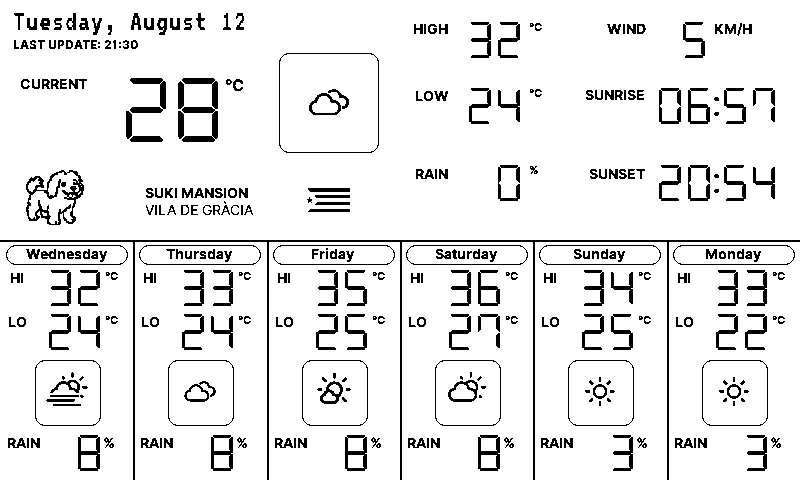 Tuesday, August 12
LAST UPDATE: 21:30
CURRENT 28 °C
SUKI MANSION
VILA DE GRÀCIA
HIGH 32 °C
LOW 24 °C
RAIN 0 %
WIND 5 KM/H
SUNRISE 06:57
SUNSET 20:54
Wednesday
HI 32 °C
LO 24 °C
RAIN 8 %
Thursday
HI 33 °C
LO 24 °C
RAIN 8 %
Friday
HI 35 °C
LO 25 °C
RAIN 8 %
Saturday
HI 36 °C
LO 27 °C
RAIN 8 %
Sunday
HI 34 °C
LO 25 °C
RAIN 3 %
Monday
HI 33 °C
LO 22 °C
RAIN 3 %